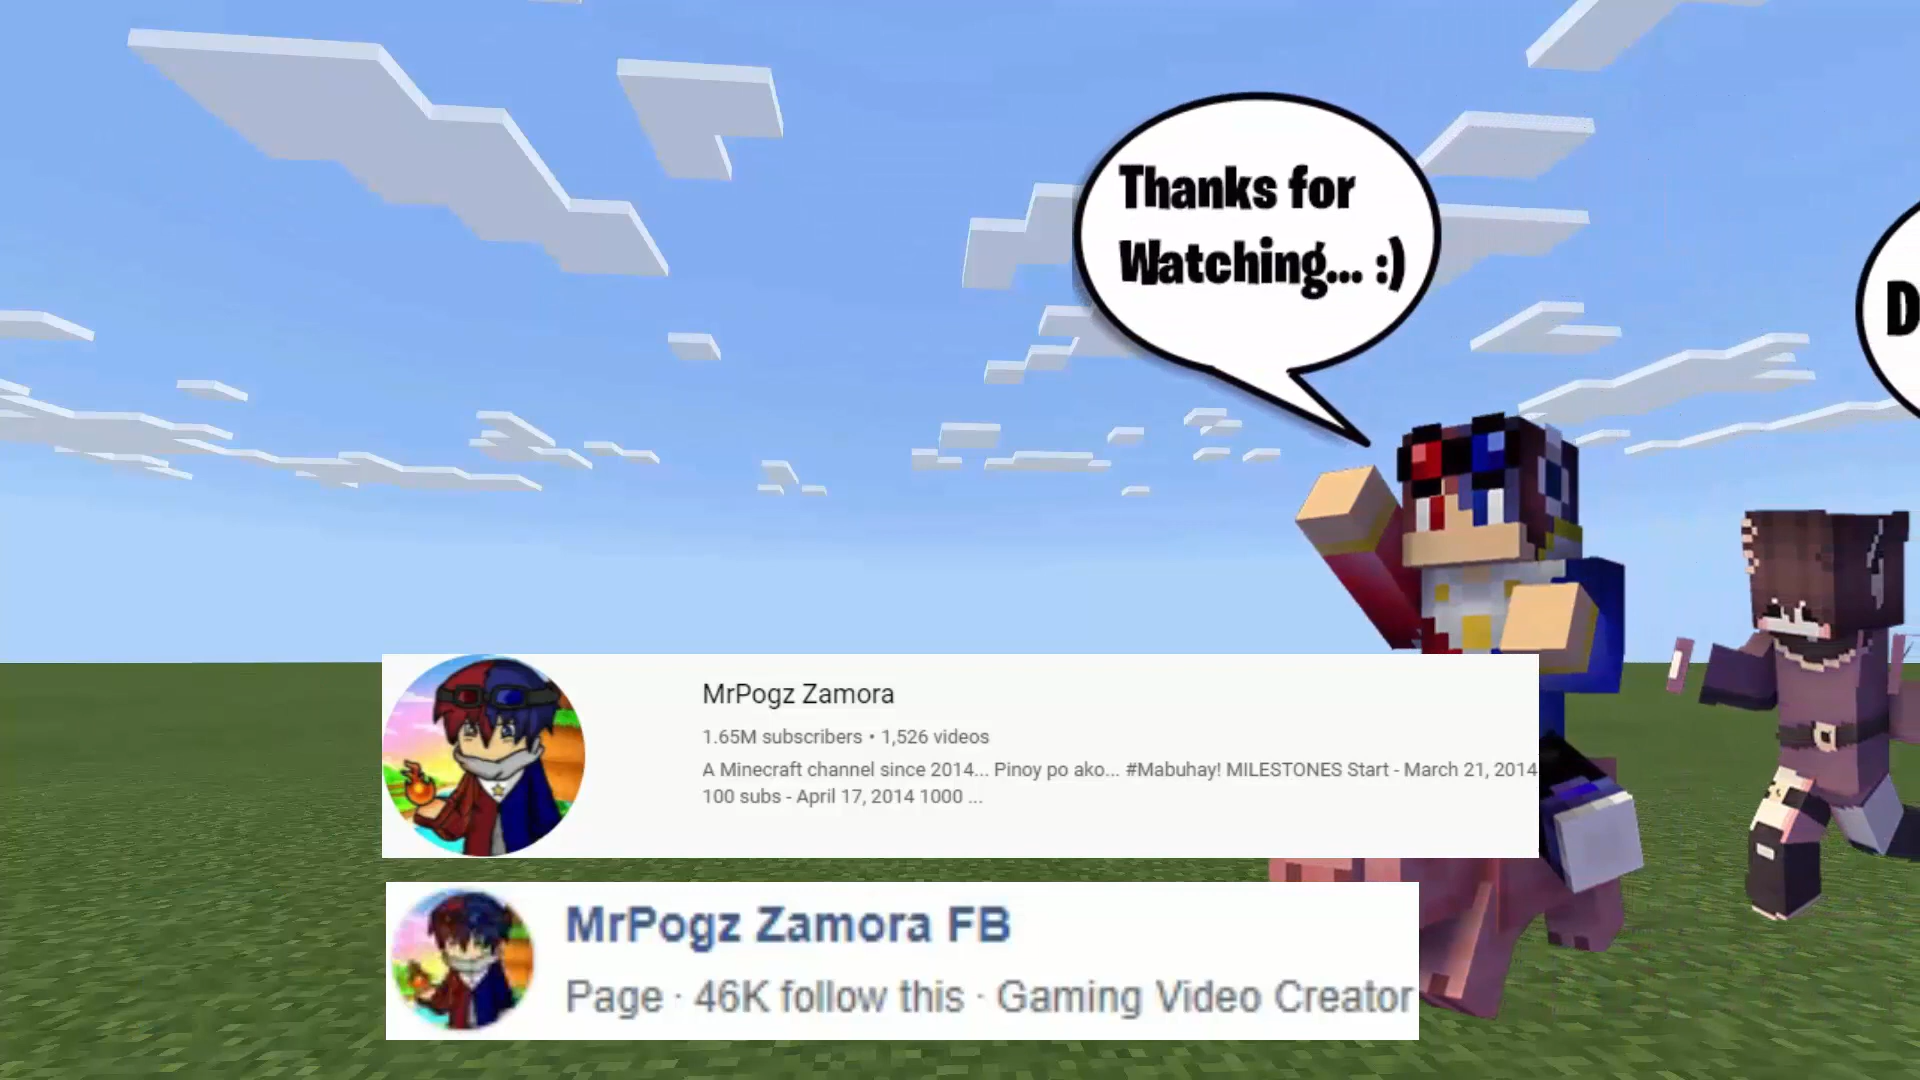 Thanks for
Watching... :)
D
MrPogz Zamora
1.65M subscribers • 1,526 videos
A Minecraft channel since 2014... Pinoy po ako... #Mabuhay! MILESTONES Start - March 21, 2014
100 subs - April 17, 2014 1000 ...
MrPogz Zamora FB
Page · 46K follow this · Gaming Video Creator